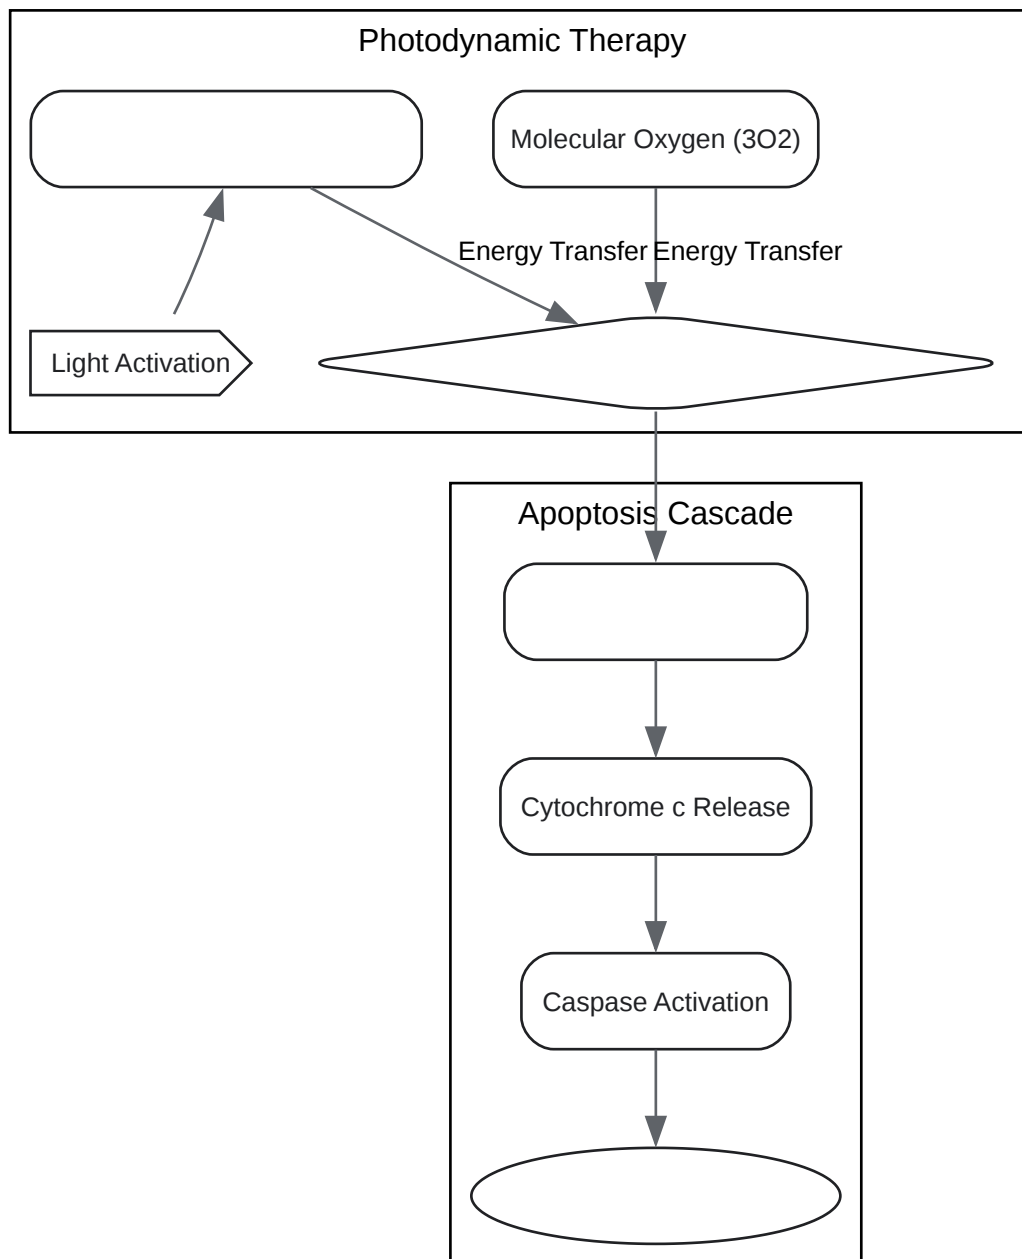 Photodynamic Therapy
Molecular Oxygen (3O2)
Energy Transfer
Energy Transfer
Light Activation
Apoptosis Cascade
Cytochrome c Release
Caspase Activation